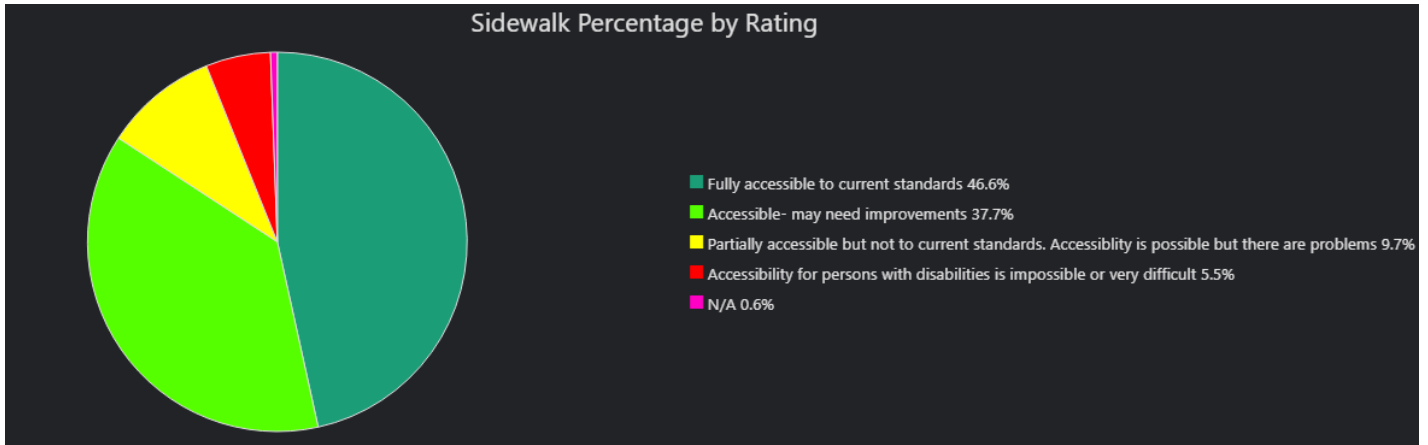 Sidewalk Percentage by Rating
Fully accessible to current standards 46.6%
Accessible- may need improvements 37.7%
Partially accessible but not to current standards. Accessiblity is possible but there are problems 9.7%
Accessibility for persons with disabilities is impossible or very difficult 5.5%
N/A 0.6%